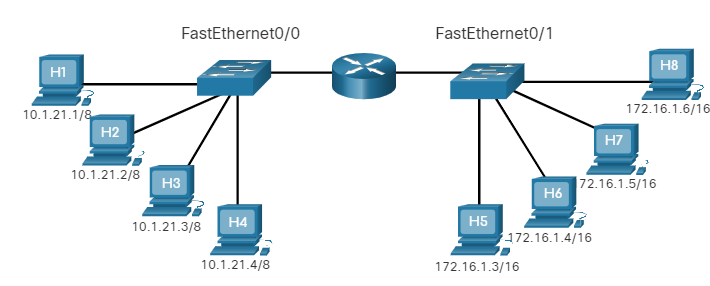 FastEthernet0/0
FastEthernet0/1
H1
10.1.21.1/8
H2
10.1.21.2/8
H3
10.1.21.3/8
H4
10.1.21.4/8
H8
172.16.1.6/16
H7
72.16.1.5/16
H6
172.16.1.4/16
H5
172.16.1.3/16